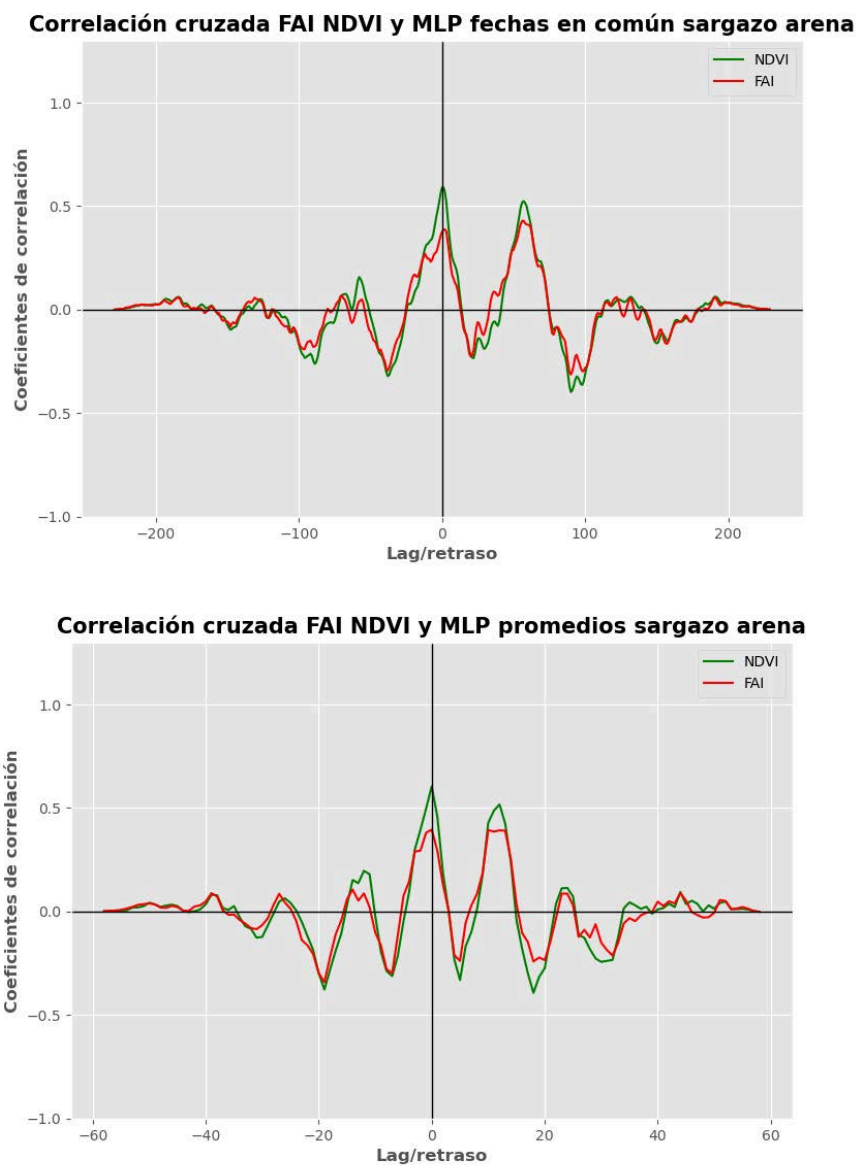 Correlación cruzada FAI NDVI y MLP fechas en común sargazo arena
NDVI
FAI
1.0
0.5
0.0
−0.5
−1.0
Coeficientes de correlación
−200
−100
0
100
200
Lag/retraso
Correlación cruzada FAI NDVI y MLP promedios sargazo arena
NDVI
FAI
1.0
0.5
0.0
−0.5
−1.0
Coeficientes de correlación
−60
−40
−20
0
20
40
60
Lag/retraso